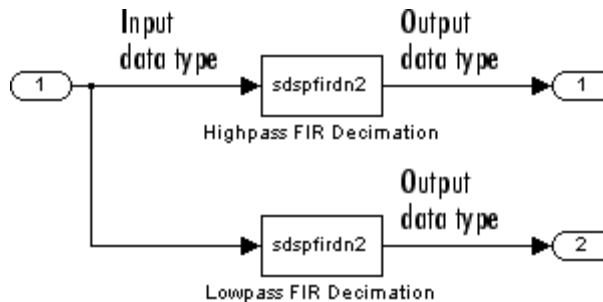 Input
data type
Output
data type
1
sdspfirdn2
1
Highpass FIR Decimation
Output
data type
sdspfirdn2
2
Lowpass FIR Decimation